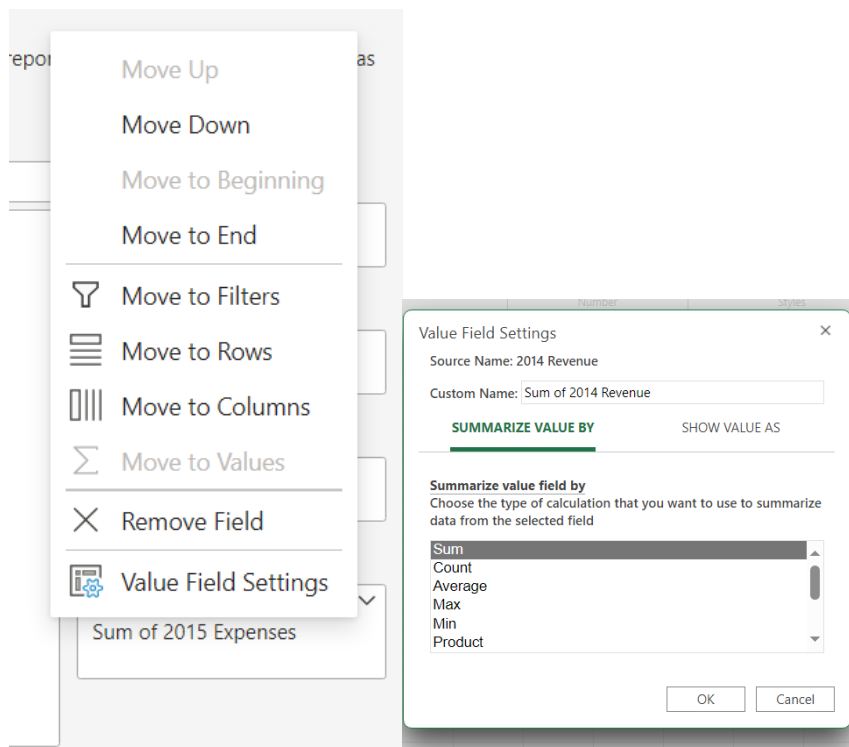 Move Up
as
Move Down
Move to Beginning
Move to End
Move to Filters
Move to Rows
Move to Columns
Move to Values
Remove Field
Value Field Settings
Sum of 2015 Expenses
Number
Styles
Value Field Settings
Source Name: 2014 Revenue
Custom Name: Sum of 2014 Revenue
SUMMARIZE VALUE BY
SHOW VALUE AS
Summarize value field by
Choose the type of calculation that you want to use to summarize
data from the selected field
Sum
Count
Average
Max
Min
Product
OK
Cancel